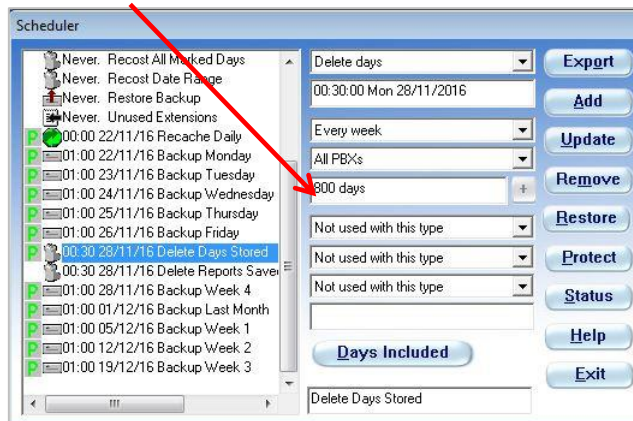 Scheduler
Never. Recost All Marked Days
Never. Recost Date Range
Never. Restore Backup
Never. Unused Extensions
P 00:00 22/11/16 Recache Daily
P 01:00 22/11/16 Backup Monday
P 01:00 23/11/16 Backup Tuesday
P 01:00 24/11/16 Backup Wednesday
P 01:00 25/11/16 Backup Thursday
P 01:00 26/11/16 Backup Friday
P 00:30 28/11/16 Delete Days Stored
00:30 28/11/16 Delete Reports Save
P 01:00 28/11/16 Backup Week 4
P 01:00 01/12/16 Backup Last Month
P 01:00 05/12/16 Backup Week 1
P 01:00 12/12/16 Backup Week 2
P 01:00 19/12/16 Backup Week 3
Delete days
00:30:00 Mon 28/11/2016
Every week
All PBXs
800 days
+
Not used with this type
Not used with this type
Not used with this type
Days Included
Delete Days Stored
Export
Add
Update
Remove
Restore
Protect
Status
Help
Exit